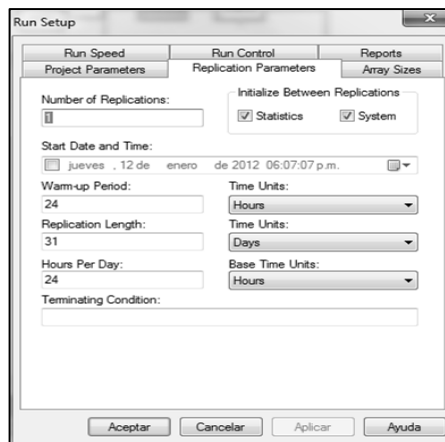 Run Setup
Run Speed Run Control Reports
Project Parameters Replication Parameters Array Sizes
Number of Replications:
1
Initialize Between Replications
Statistics System
Start Date and Time:
jueves , 12 de enero de 2012 06:07:07 p.m.
Warm-up Period: Time Units:
24 Hours
Replication Length: Time Units:
31 Days
Hours Per Day: Base Time Units:
24 Hours
Terminating Condition:
Aceptar Cancelar Aplicar Ayuda